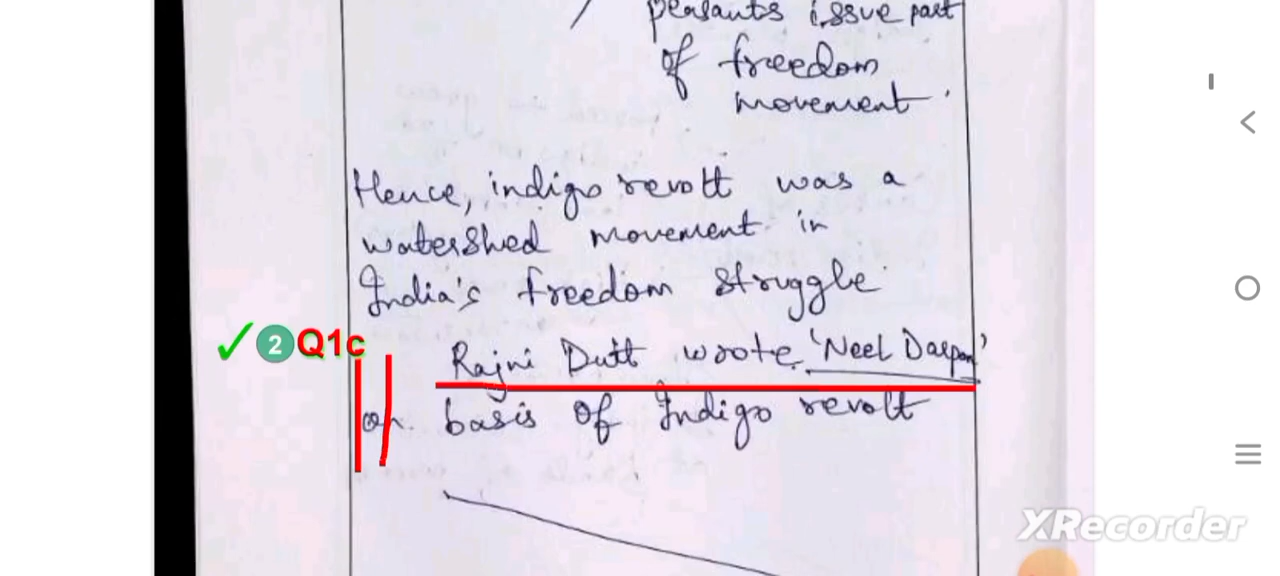 peasants issue part
of freedom
movement.
Hence, indigo revolt was a
watershed movement in
India's freedom struggle.
✓ 2 Q1c
Rajni Dutt wrote 'Neel Darpan'
on basis of Indigo revolt
XRecorder